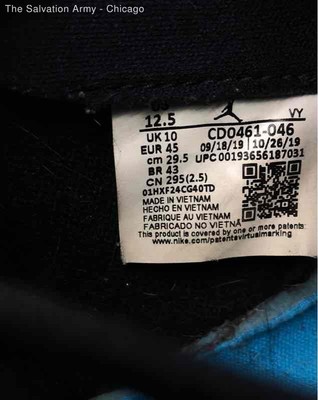 The Salvation Army - Chicago
12.5
VY
UK 10
CD0461-046
EUR 45
09/18/19 | 10/26/19
cm 29.5
UPC 00193656187031
BR 43
CN 295(2.5)
01HXF24CG40TD
MADE IN VIETNAM
HECHO EN VIETNAM
FABRIQUE AU VIETNAM
FABRICADO NO VIETNA
This product is covered by one or more patents
www.nike.com/patentsvirtualmarking